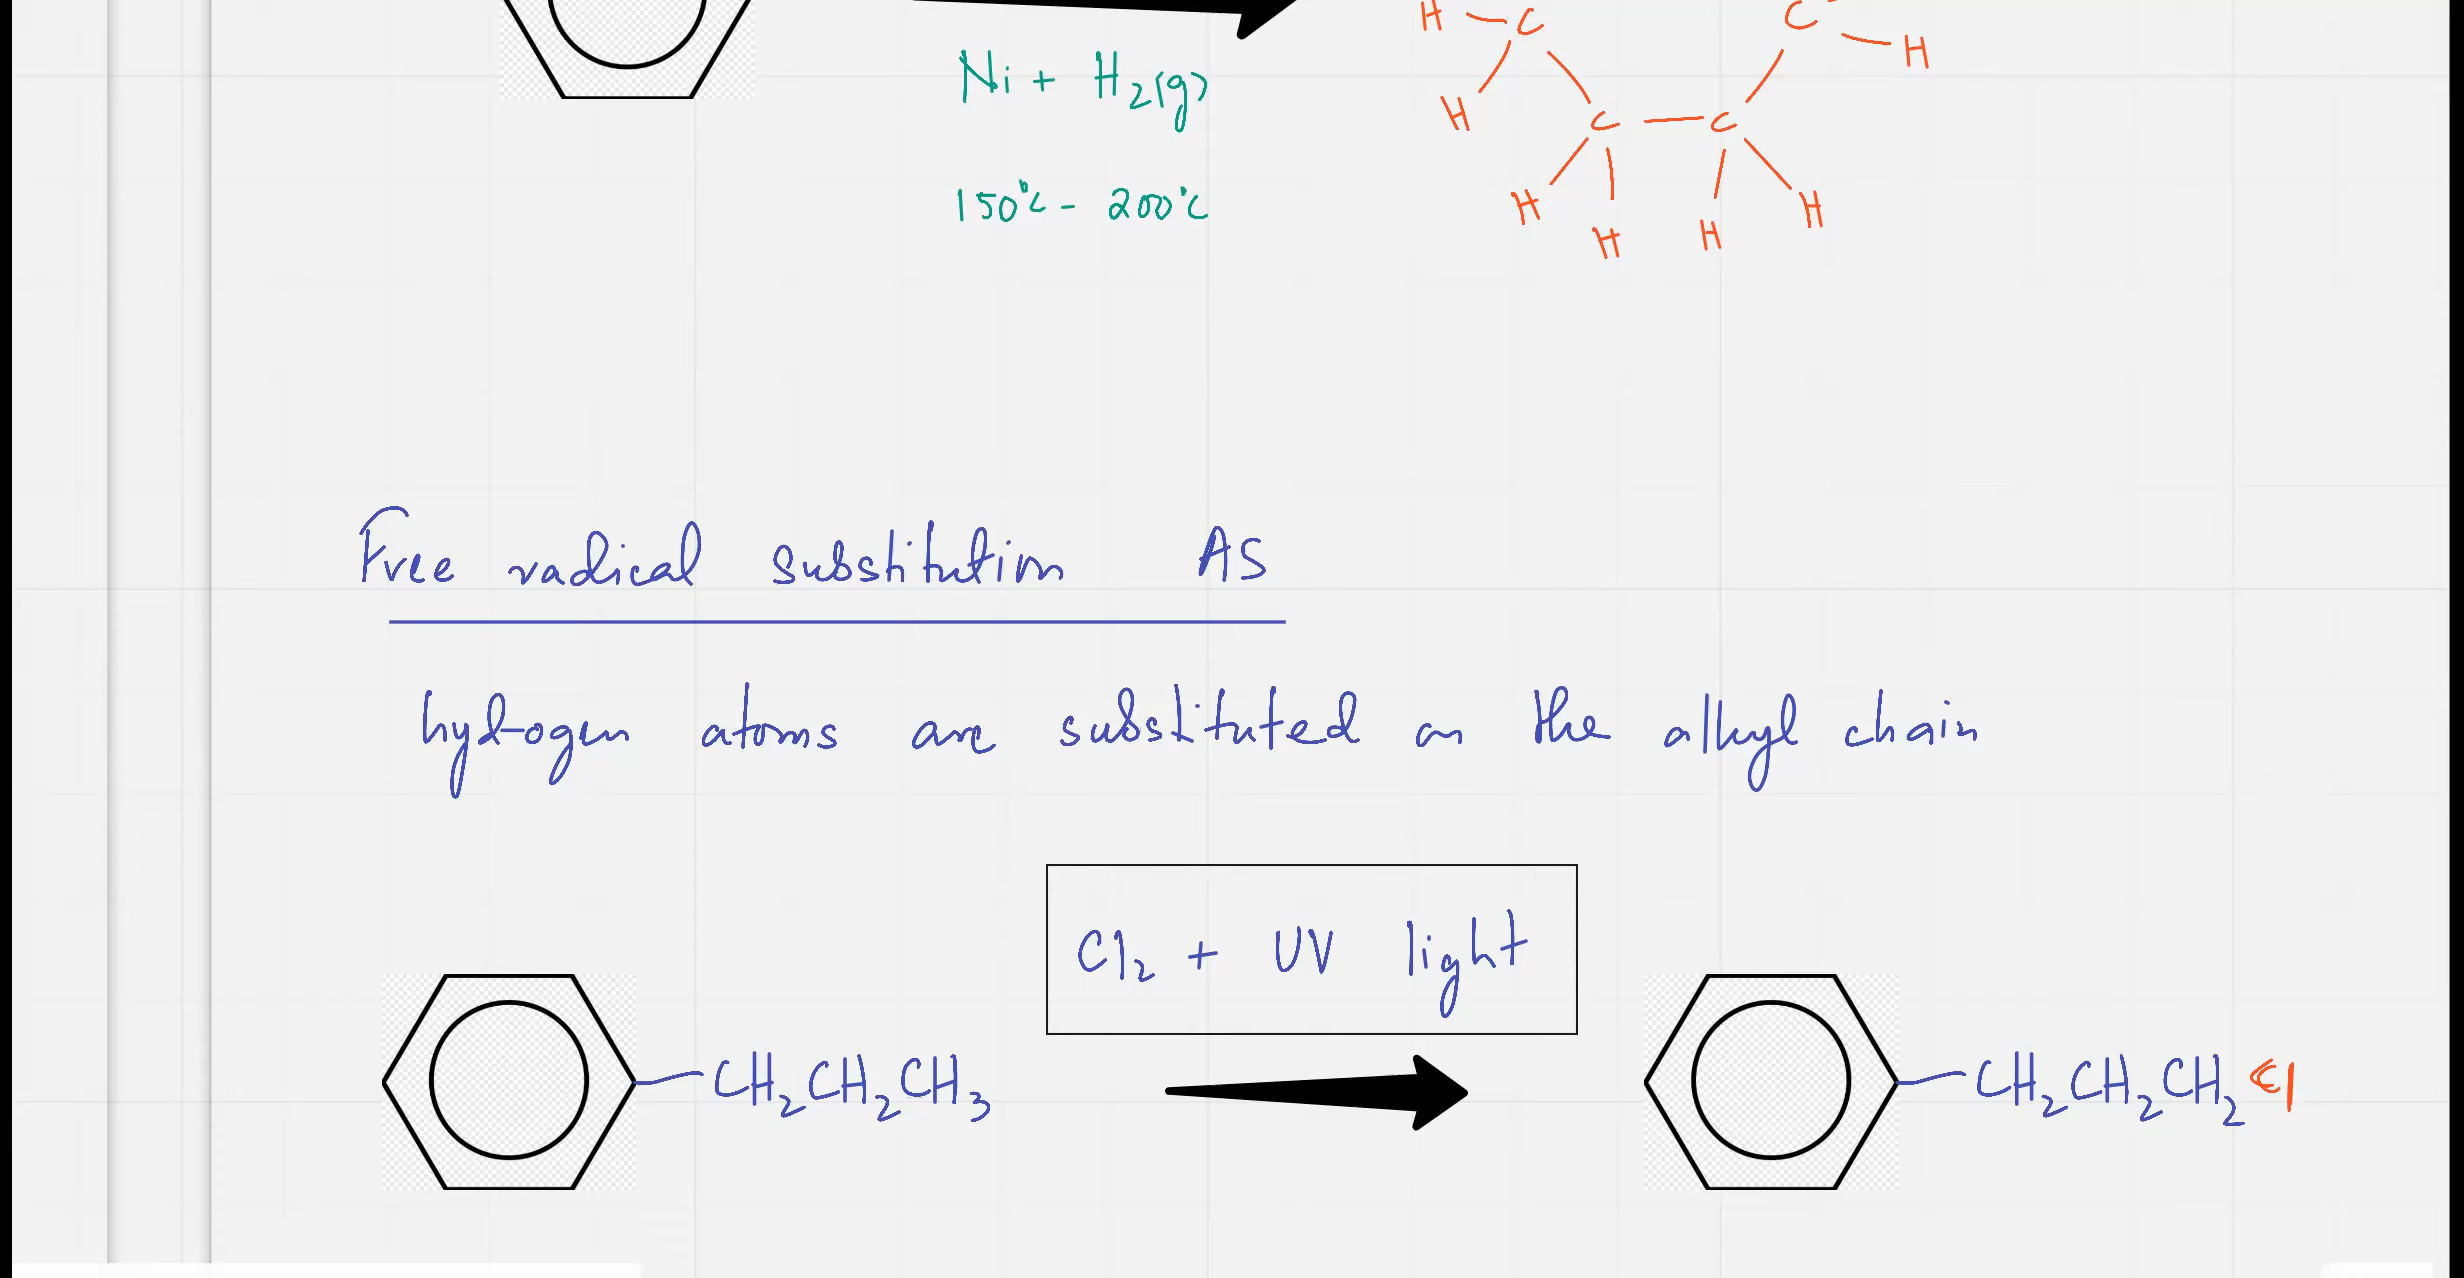 H C C H
Ni + H₂(g)
H C C
150°C - 200°C
H H H H
Free radical substitution AS
hydrogen atoms are substituted on the alkyl chain
Cl₂ + UV light
CH₂CH₂CH₃ CH₂CH₂CH₂Cl